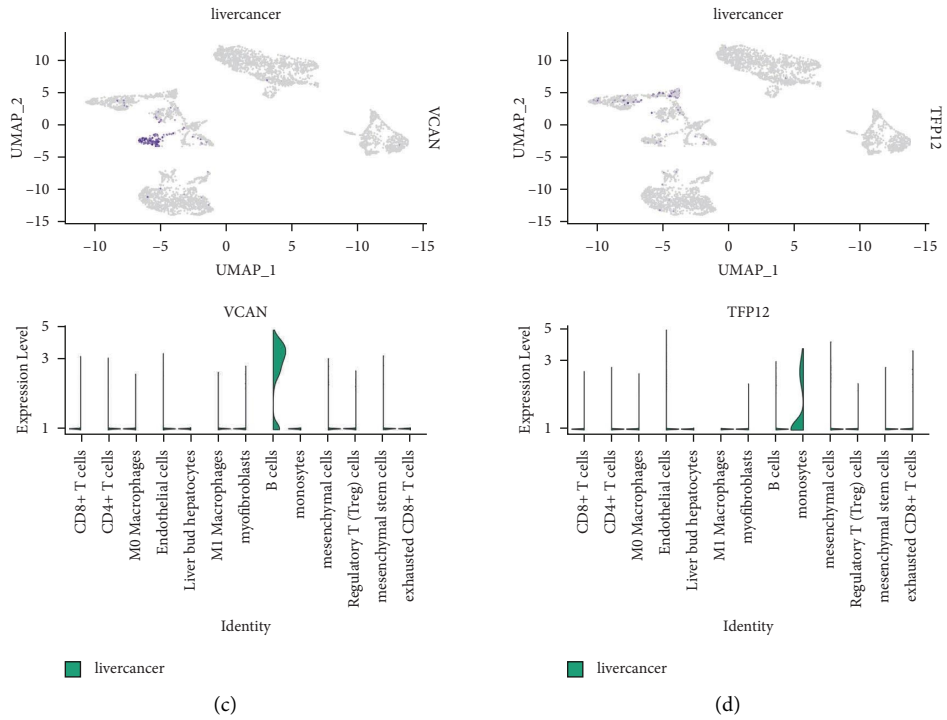 livercancer
10
5
0
−5
−10
−15
UMAP_2
VCAN
−10
−5
0
5
10
−15
UMAP_1
VCAN
5
3
1
Expression Level
CD8+ T cells
CD4+ T cells
M0 Macrophages
Endothelial cells
Liver bud hepatocytes
M1 Macrophages
myofibroblasts
B cells
monosytes
mesenchymal cells
Regulatory T (Treg) cells
mesenchymal stem cells
exhausted CD8+ T cells
Identity
livercancer
(c)
livercancer
10
5
0
−5
−10
−15
UMAP_2
TFP12
−10
−5
0
5
10
−15
UMAP_1
TFP12
5
3
1
Expression Level
CD8+ T cells
CD4+ T cells
M0 Macrophages
Endothelial cells
Liver bud hepatocytes
M1 Macrophages
myofibroblasts
B cells
monosytes
mesenchymal cells
Regulatory T (Treg) cells
mesenchymal stem cells
exhausted CD8+ T cells
Identity
livercancer
(d)